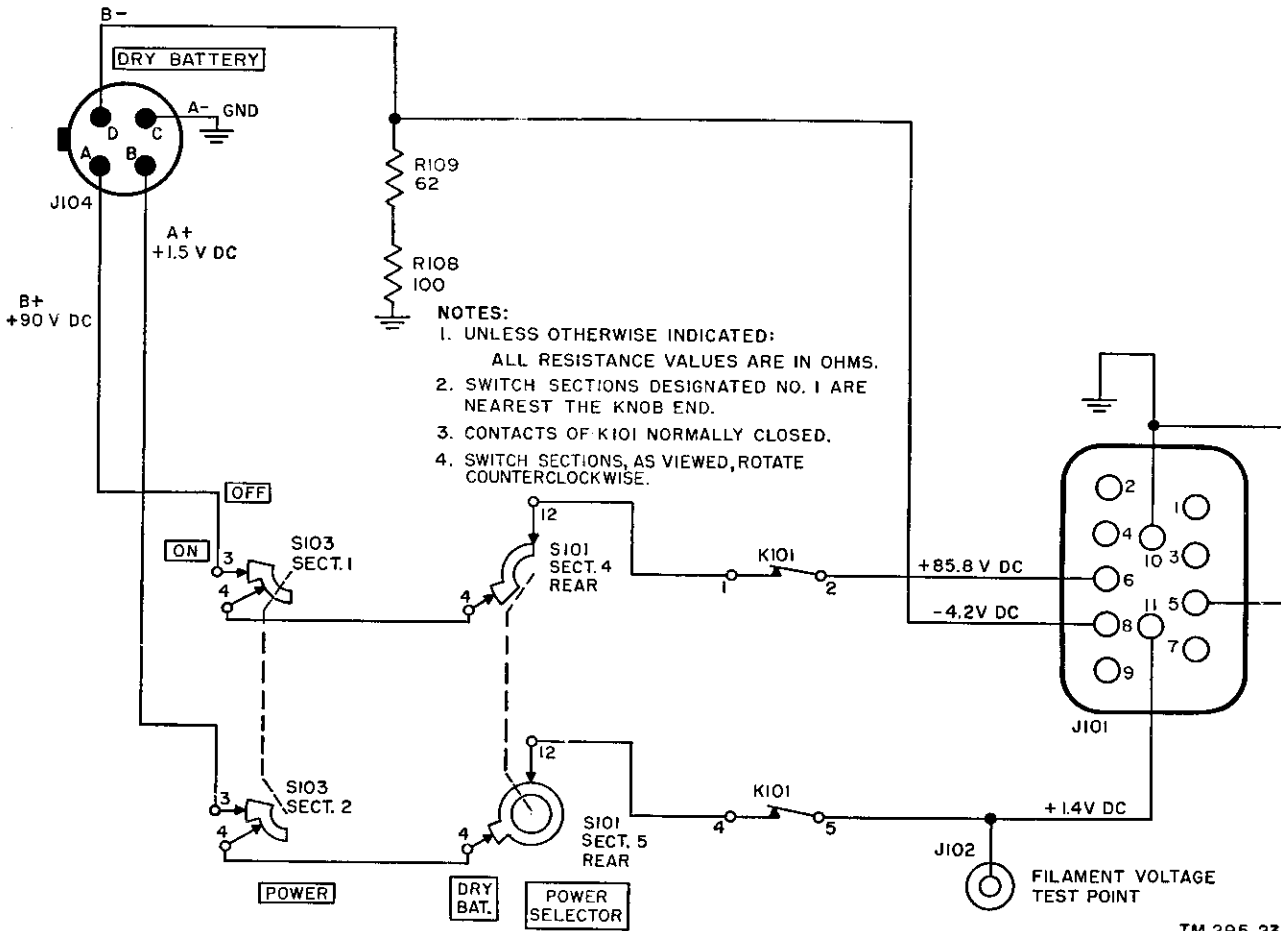 B-
DRY BATTERY
A- GND
D
C
A
B
J104
A+
+1.5 V DC
B+
+90 V DC
R109
62
R108
100
NOTES:
1. UNLESS OTHERWISE INDICATED:
ALL RESISTANCE VALUES ARE IN OHMS.
2. SWITCH SECTIONS DESIGNATED NO. 1 ARE
NEAREST THE KNOB END.
3. CONTACTS OF K101 NORMALLY CLOSED.
4. SWITCH SECTIONS, AS VIEWED, ROTATE
COUNTERCLOCKWISE.
OFF
ON
3
4
S103
SECT. 1
12
S101
SECT. 4
REAR
4
K101
1
2
+85.8 V DC
-4.2V DC
2
1
4
10
3
6
11
5
8
7
9
J101
3
4
S103
SECT. 2
12
S101
SECT. 5
REAR
4
K101
4
5
+1.4V DC
J102
FILAMENT VOLTAGE
TEST POINT
POWER
DRY
BAT.
POWER
SELECTOR